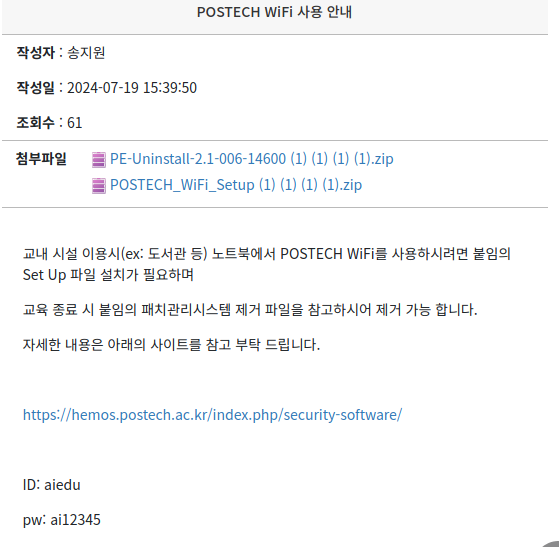 POSTECH WiFi 사용 안내
작성자 : 송지원
작성일 : 2024-07-19 15:39:50
조회수 : 61
첨부파일 PE-Uninstall-2.1-006-14600 (1) (1) (1) (1).zip
POSTECH_WiFi_Setup (1) (1) (1) (1).zip
교내 시설 이용시(ex: 도서관 등) 노트북에서 POSTECH WiFi를 사용하시려면 붙임의
Set Up 파일 설치가 필요하며
교육 종료 시 붙임의 패치관리시스템 제거 파일을 참고하시어 제거 가능 합니다.
자세한 내용은 아래의 사이트를 참고 부탁 드립니다.
https://hemos.postech.ac.kr/index.php/security-software/
ID: aiedu
pw: ai12345